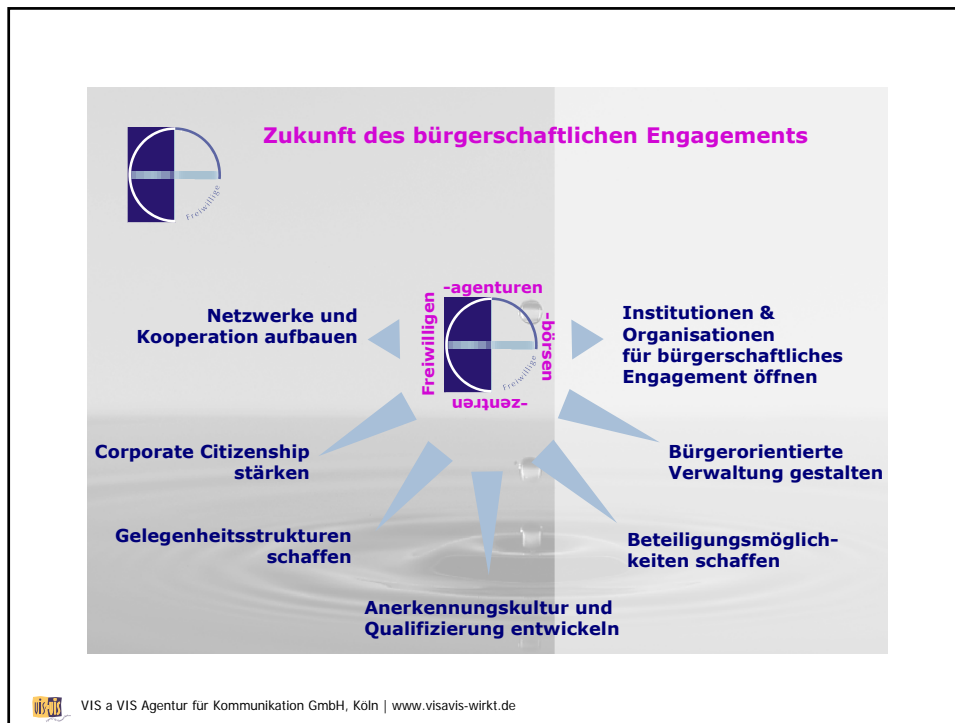 Zukunft des bürgerschaftlichen Engagements
Freiwillige
Freiwilligen
-agenturen
-börsen
-zentren
Freiwillige
Netzwerke und
Kooperation aufbauen
Institutionen &
Organisationen
für bürgerschaftliches
Engagement öffnen
Corporate Citizenship
stärken
Bürgerorientierte
Verwaltung gestalten
Gelegenheitsstrukturen
schaffen
Beteiligungsmöglich-
keiten schaffen
Anerkennungskultur und
Qualifizierung entwickeln
vis-vis
VIS a VIS Agentur für Kommunikation GmbH, Köln | www.visavis-wirkt.de